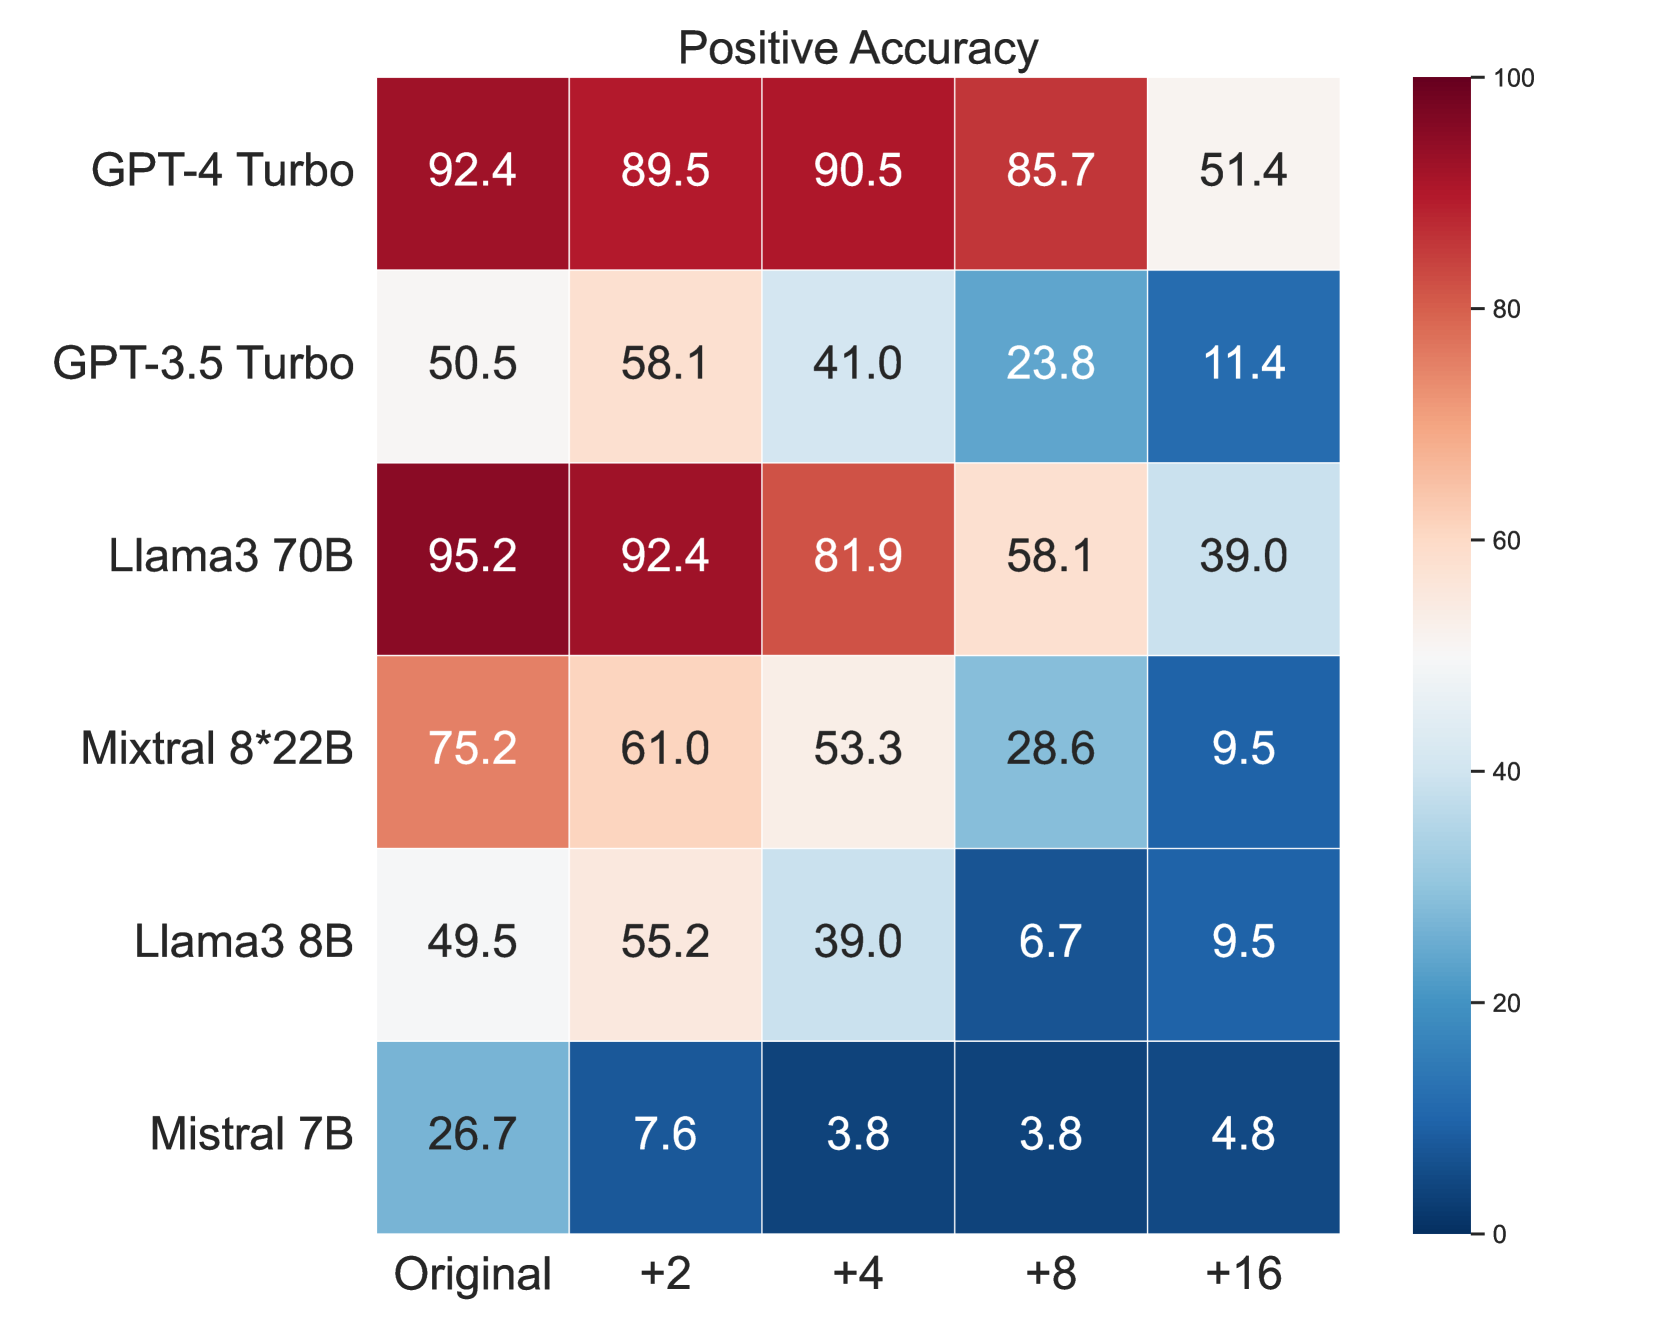 Positive Accuracy
GPT-4 Turbo 92.4 89.5 90.5 85.7 51.4
GPT-3.5 Turbo 50.5 58.1 41.0 23.8 11.4
Llama3 70B 95.2 92.4 81.9 58.1 39.0
Mixtral 8*22B 75.2 61.0 53.3 28.6 9.5
Llama3 8B 49.5 55.2 39.0 6.7 9.5
Mistral 7B 26.7 7.6 3.8 3.8 4.8
Original +2 +4 +8 +16
100
80
60
40
20
0